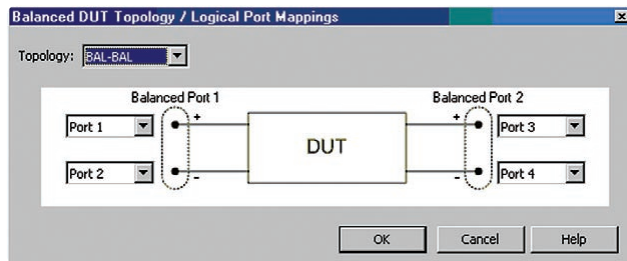 Balanced DUT Topology / Logical Port Mappings
Topology: BAL-BAL
Balanced Port 1 Balanced Port 2
Port 1 + + Port 3
DUT
Port 2 - - Port 4
OK Cancel Help